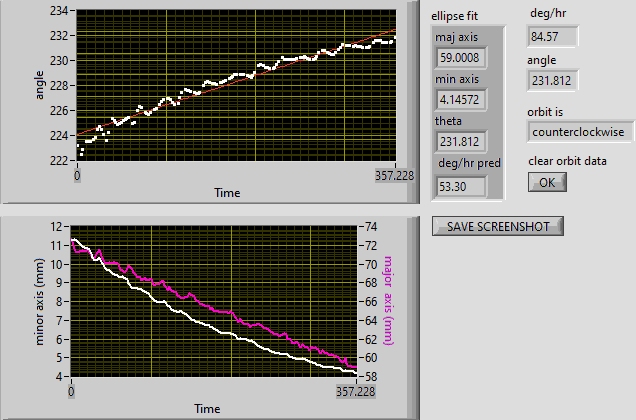 234
232
230
228
226
224
222
angle
0
357.228
Time
ellipse fit
maj axis
59.0008
min axis
4.14572
theta
231.812
deg/hr pred
53.30
deg/hr
84.57
angle
231.812
orbit is
counterclockwise
clear orbit data
OK
SAVE SCREENSHOT
12
11
10
9
8
7
6
5
4
minor axis (mm)
74
72
70
68
66
64
62
60
58
major axis (mm)
0
357.228
Time